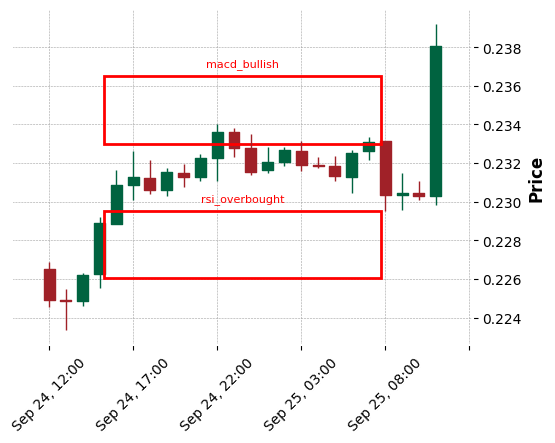 macd_bullish
rsi_overbought
0.238
0.236
0.234
0.232
0.230
0.228
0.226
0.224
Price
Sep 24, 12:00
Sep 24, 17:00
Sep 24, 22:00
Sep 25, 03:00
Sep 25, 08:00